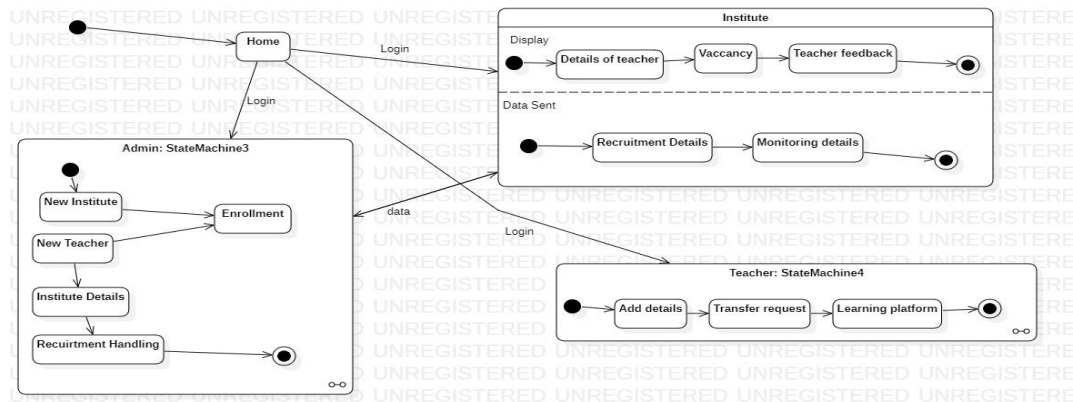 Institute
Display
Home
Login
Details of teacher
Vaccancy
Teacher feedback
Login
Data Sent
Recruitment Details
Monitoring details
Admin: StateMachine3
New Institute
Enrollment
data
New Teacher
Login
Teacher: StateMachine4
Institute Details
Add details
Transfer request
Learning platform
Recuirtment Handling
UNREGISTERED